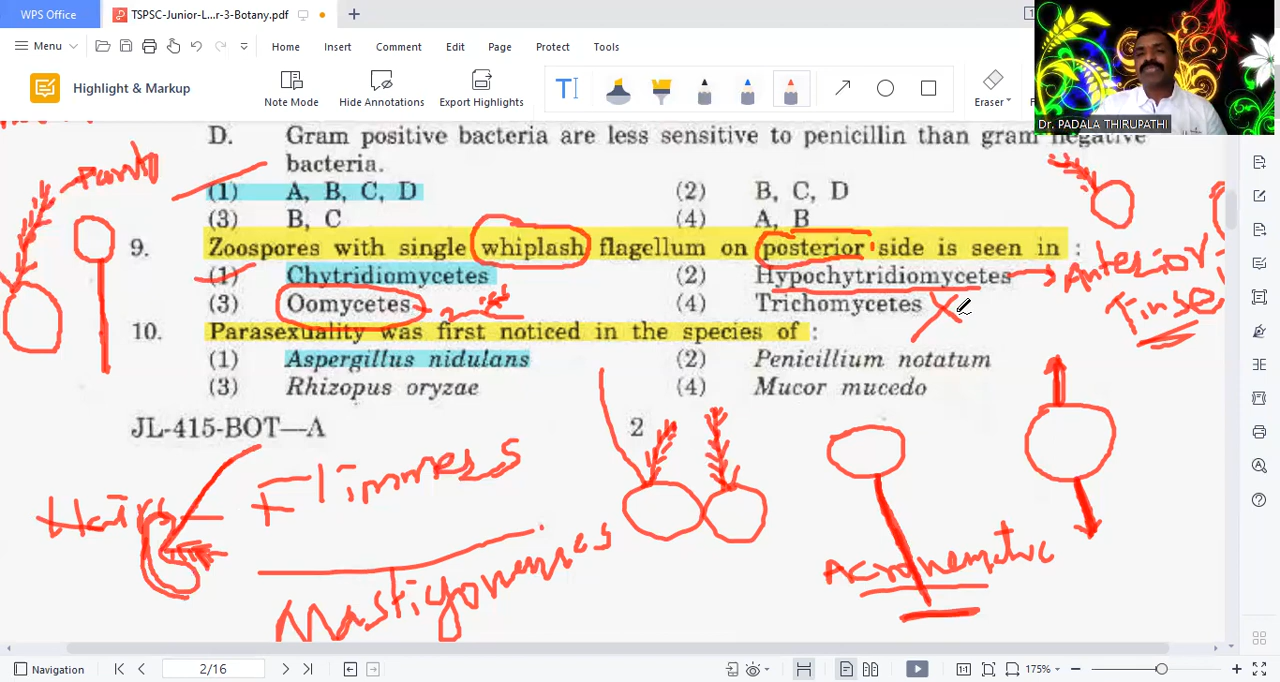 WPS Office
TSPSC-Junior-L...r-3-Botany.pdf
Menu
Home
Insert
Comment
Edit
Page
Protect
Tools
Highlight & Markup
Note Mode
Hide Annotations
Export Highlights
Eraser
Dr. PADALA THIRUPATHI
D. Gram positive bacteria are less sensitive to penicillin than gram negative
bacteria.
(1) A, B, C, D (2) B, C, D
(3) B, C (4) A, B
9. Zoospores with single whiplash flagellum on posterior side is seen in :
(1) Chytridiomycetes (2) Hypochytridiomycetes
Anterior
(3) Oomycetes (4) Trichomycetes
Tinse
10. Parasexuality was first noticed in the species of :
(1) Aspergillus nidulans (2) Penicillium notatum
(3) Rhizopus oryzae (4) Mucor mucedo
JL-415-BOT—A 2
Flimmers
Hairs
Mastigonemes
Acronematic
Navigation
2/16
175%